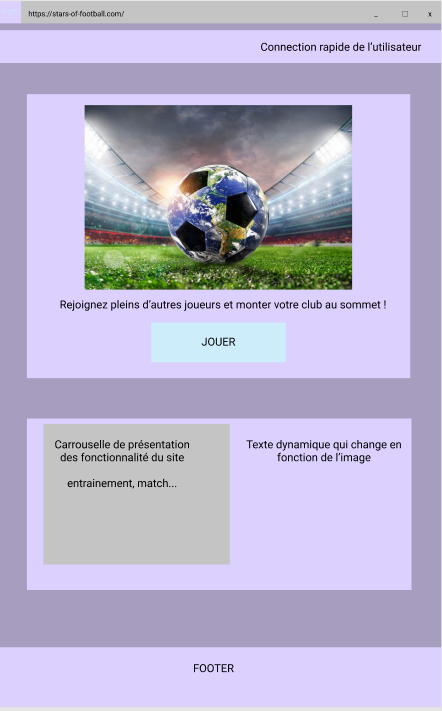 https://stars-of-football.com/
Connection rapide de l'utilisateur
Rejoignez pleins d'autres joueurs et monter votre club au sommet !
JOUER
Carrouselle de présentation
des fonctionnalité du site
entrainement, match...
Texte dynamique qui change en
fonction de l'image
FOOTER